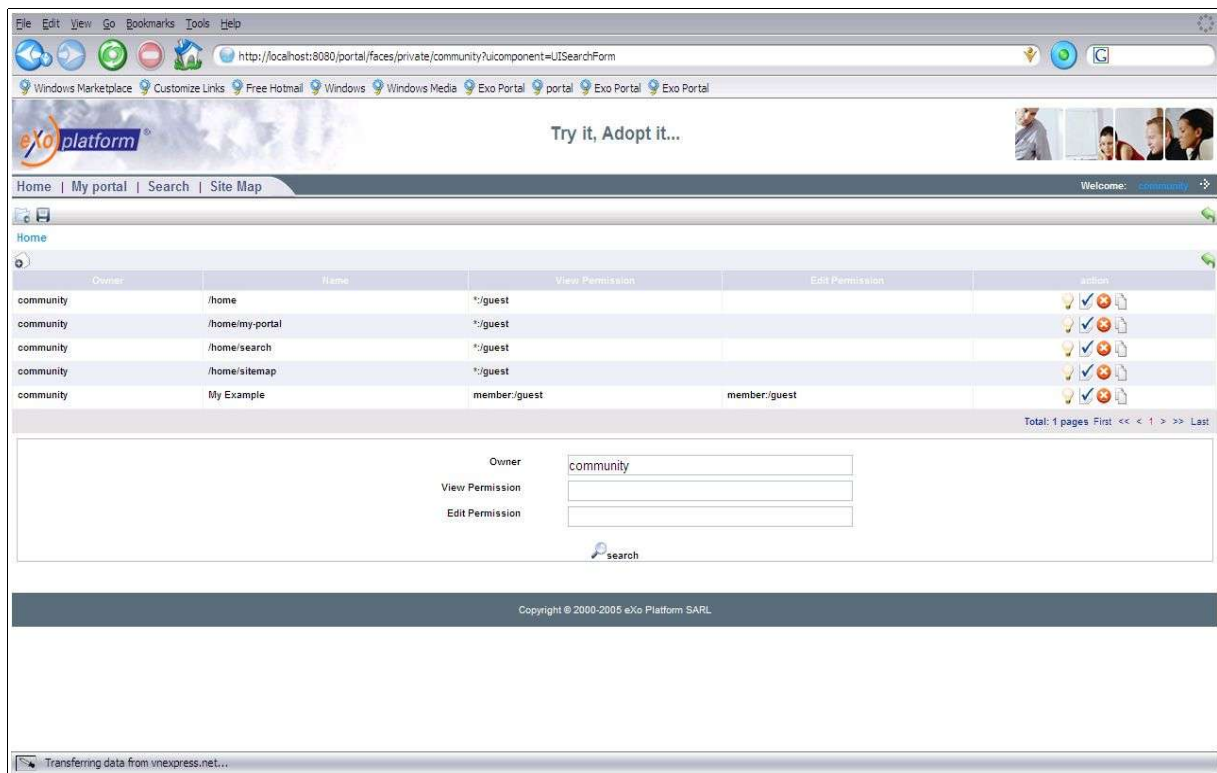 File Edit View Go Bookmarks Tools Help
http://localhost:8080/portal/faces/private/community?uicomponent=UISearchForm
G
Windows Marketplace Customize Links Free Hotmail Windows Windows Media Exo Portal portal Exo Portal Exo Portal
eXo platform ®
Try it, Adopt it...
Home | My portal | Search | Site Map
Welcome: community
Home
Owner Name View Permission Edit Permission action
community /home *:/guest
community /home/my-portal *:/guest
community /home/search *:/guest
community /home/sitemap *:/guest
community My Example member:/guest member:/guest
Total: 1 pages First << < 1 > >> Last
Owner community
View Permission
Edit Permission
search
Copyright © 2000-2005 eXo Platform SARL
Transferring data from vnexpress.net...